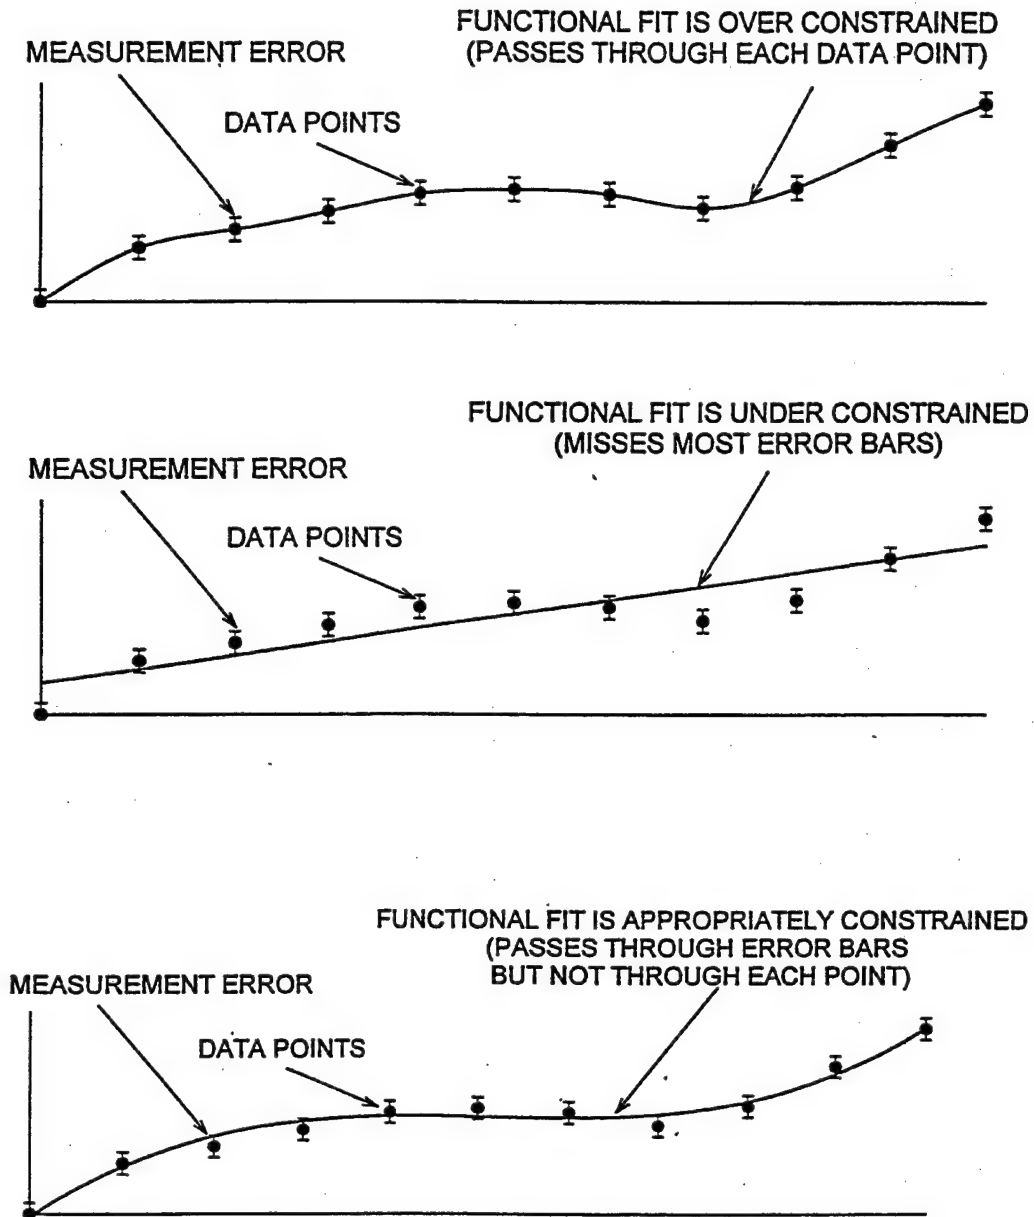 FUNCTIONAL FIT IS OVER CONSTRAINED
(PASSES THROUGH EACH DATA POINT)
MEASUREMENT ERROR
DATA POINTS
FUNCTIONAL FIT IS UNDER CONSTRAINED
(MISSES MOST ERROR BARS)
MEASUREMENT ERROR
DATA POINTS
FUNCTIONAL FIT IS APPROPRIATELY CONSTRAINED
(PASSES THROUGH ERROR BARS
BUT NOT THROUGH EACH POINT)
MEASUREMENT ERROR
DATA POINTS